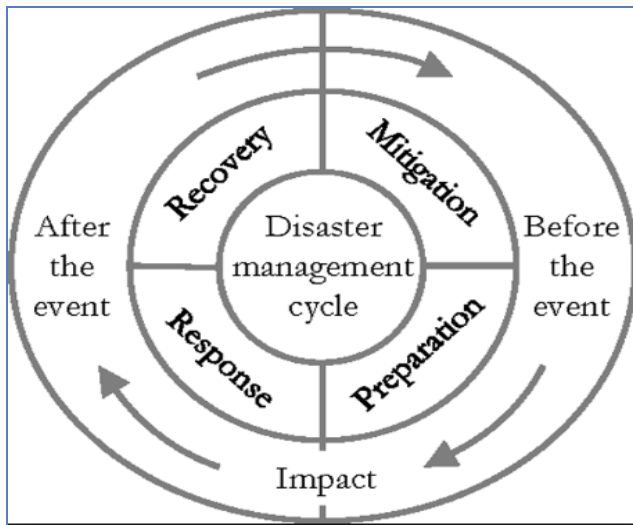 Recovery
Mitigation
After
the
event
Disaster
management
cycle
Before
the
event
Response
Preparation
Impact